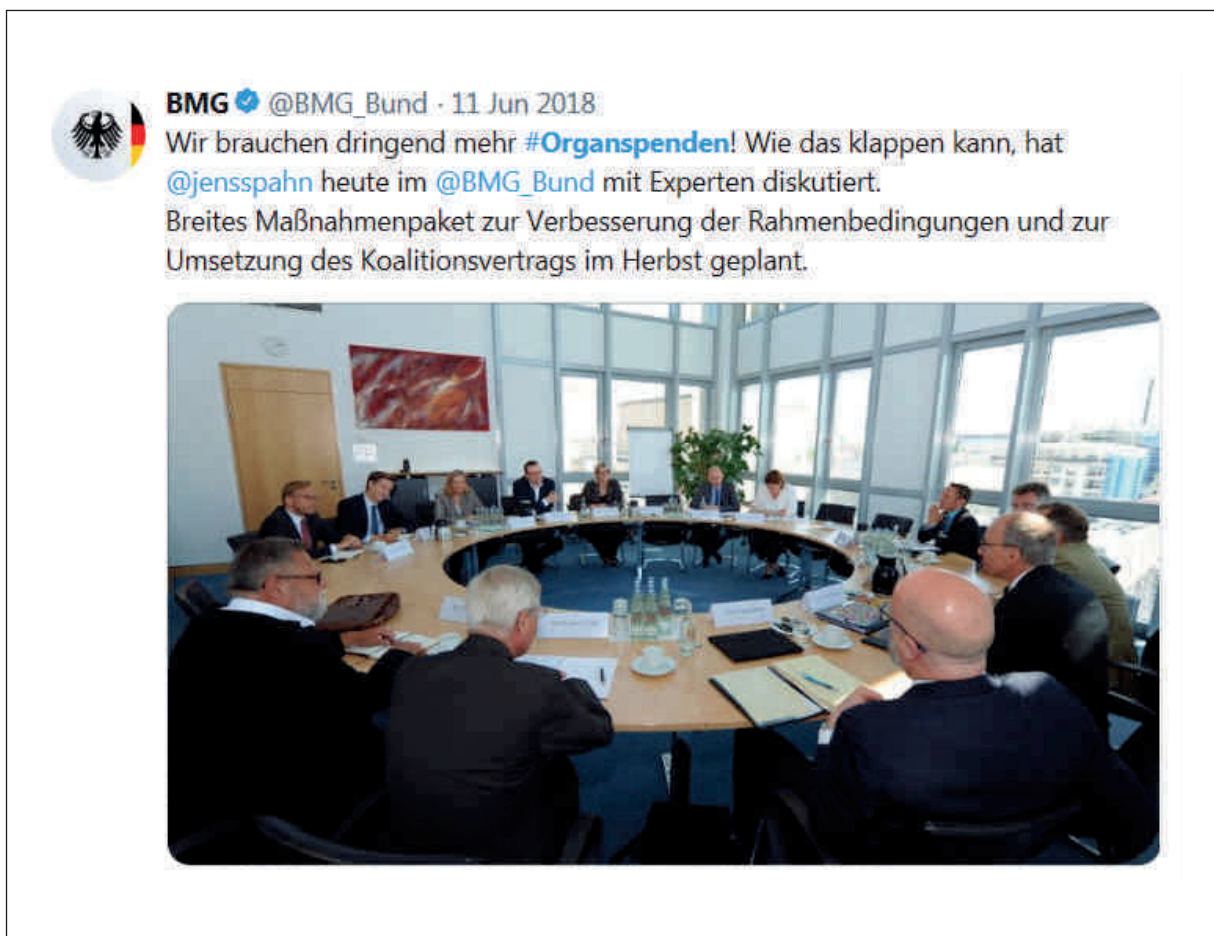 BMG @BMG_Bund · 11 Jun 2018
Wir brauchen dringend mehr #Organspenden! Wie das klappen kann, hat
@jensspahn heute im @BMG_Bund mit Experten diskutiert.
Breites Maßnahmenpaket zur Verbesserung der Rahmenbedingungen und zur
Umsetzung des Koalitionsvertrags im Herbst geplant.